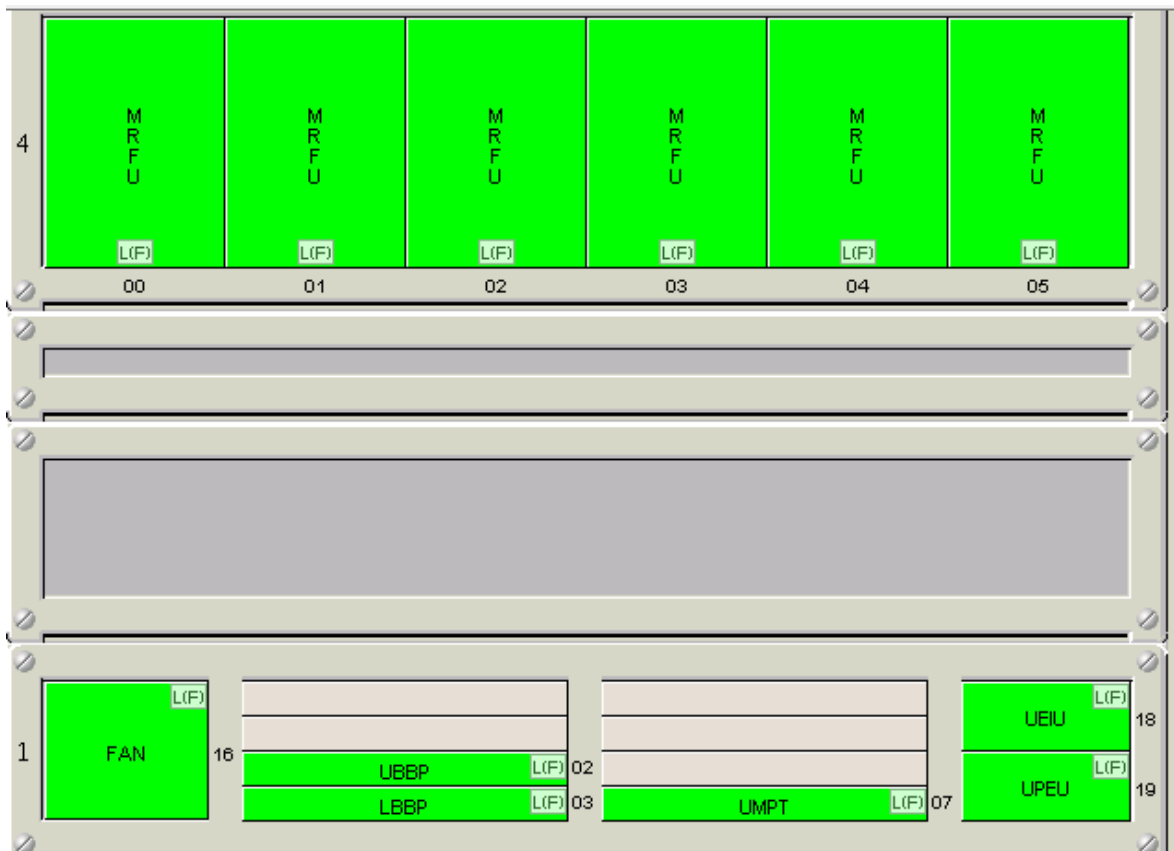 M M M M M M
R R R R R R
F F F F F F
U U U U U U
4
L(F) L(F) L(F) L(F) L(F) L(F)
00 01 02 03 04 05
L(F) L(F)
UEIU 18
1 FAN 16
UBBP L(F) 02 L(F)
UPEU 19
LBBP L(F) 03 UMPT L(F) 07